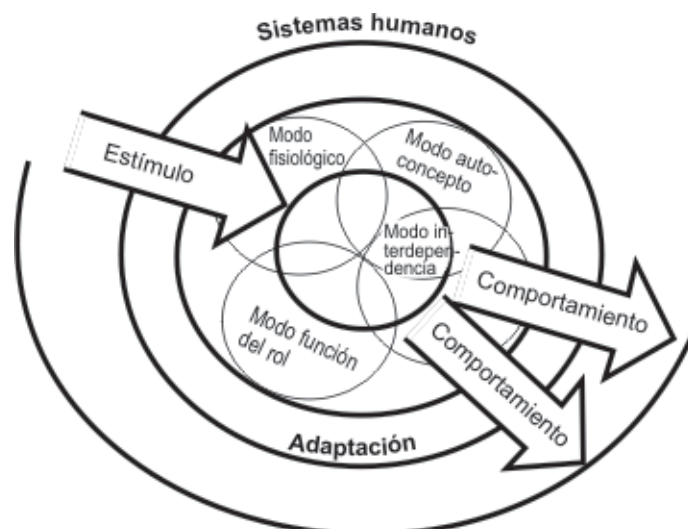 Sistemas humanos
Estímulo
Modo
fisiológico
Modo auto-
concepto
Modo in-
terdepen-
dencia
Modo función
del rol
Comportamiento
Comportamiento
Adaptación